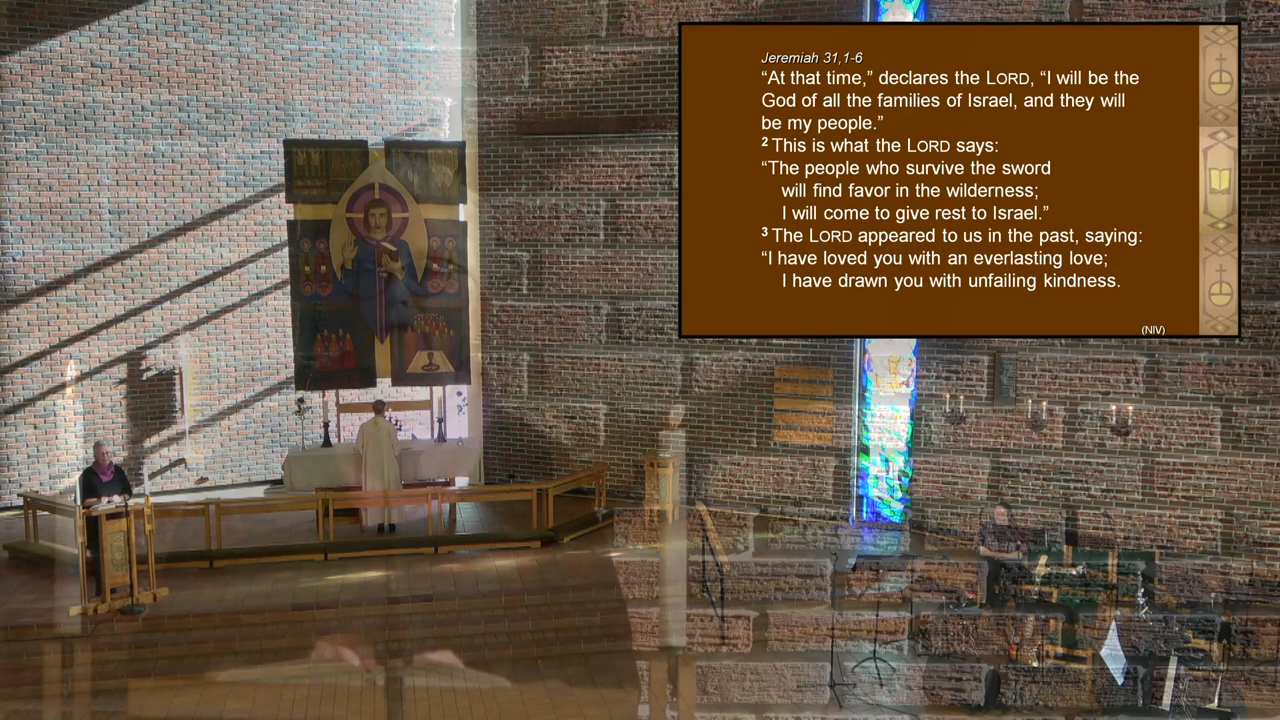 Jeremiah 31,1-6
“At that time,” declares the LORD, “I will be the
God of all the families of Israel, and they will
be my people.”
2 This is what the LORD says:
“The people who survive the sword
will find favor in the wilderness;
I will come to give rest to Israel.”
3 The LORD appeared to us in the past, saying:
“I have loved you with an everlasting love;
I have drawn you with unfailing kindness.
(NIV)